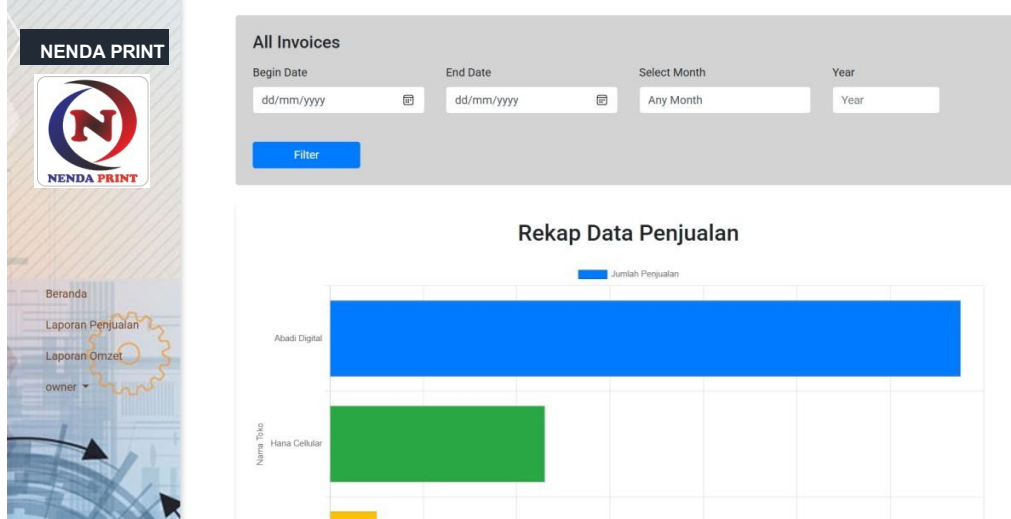 NENDA PRINT
N
NENDA PRINT
Beranda
Laporan Penjualan
Laporan Omzet
owner
All Invoices
Begin Date
End Date
Select Month
Year
dd/mm/yyyy
dd/mm/yyyy
Any Month
Year
Filter
Rekap Data Penjualan
Jumlah Penjualan
Nama Toko
Abadi Digital
Hana Cellular